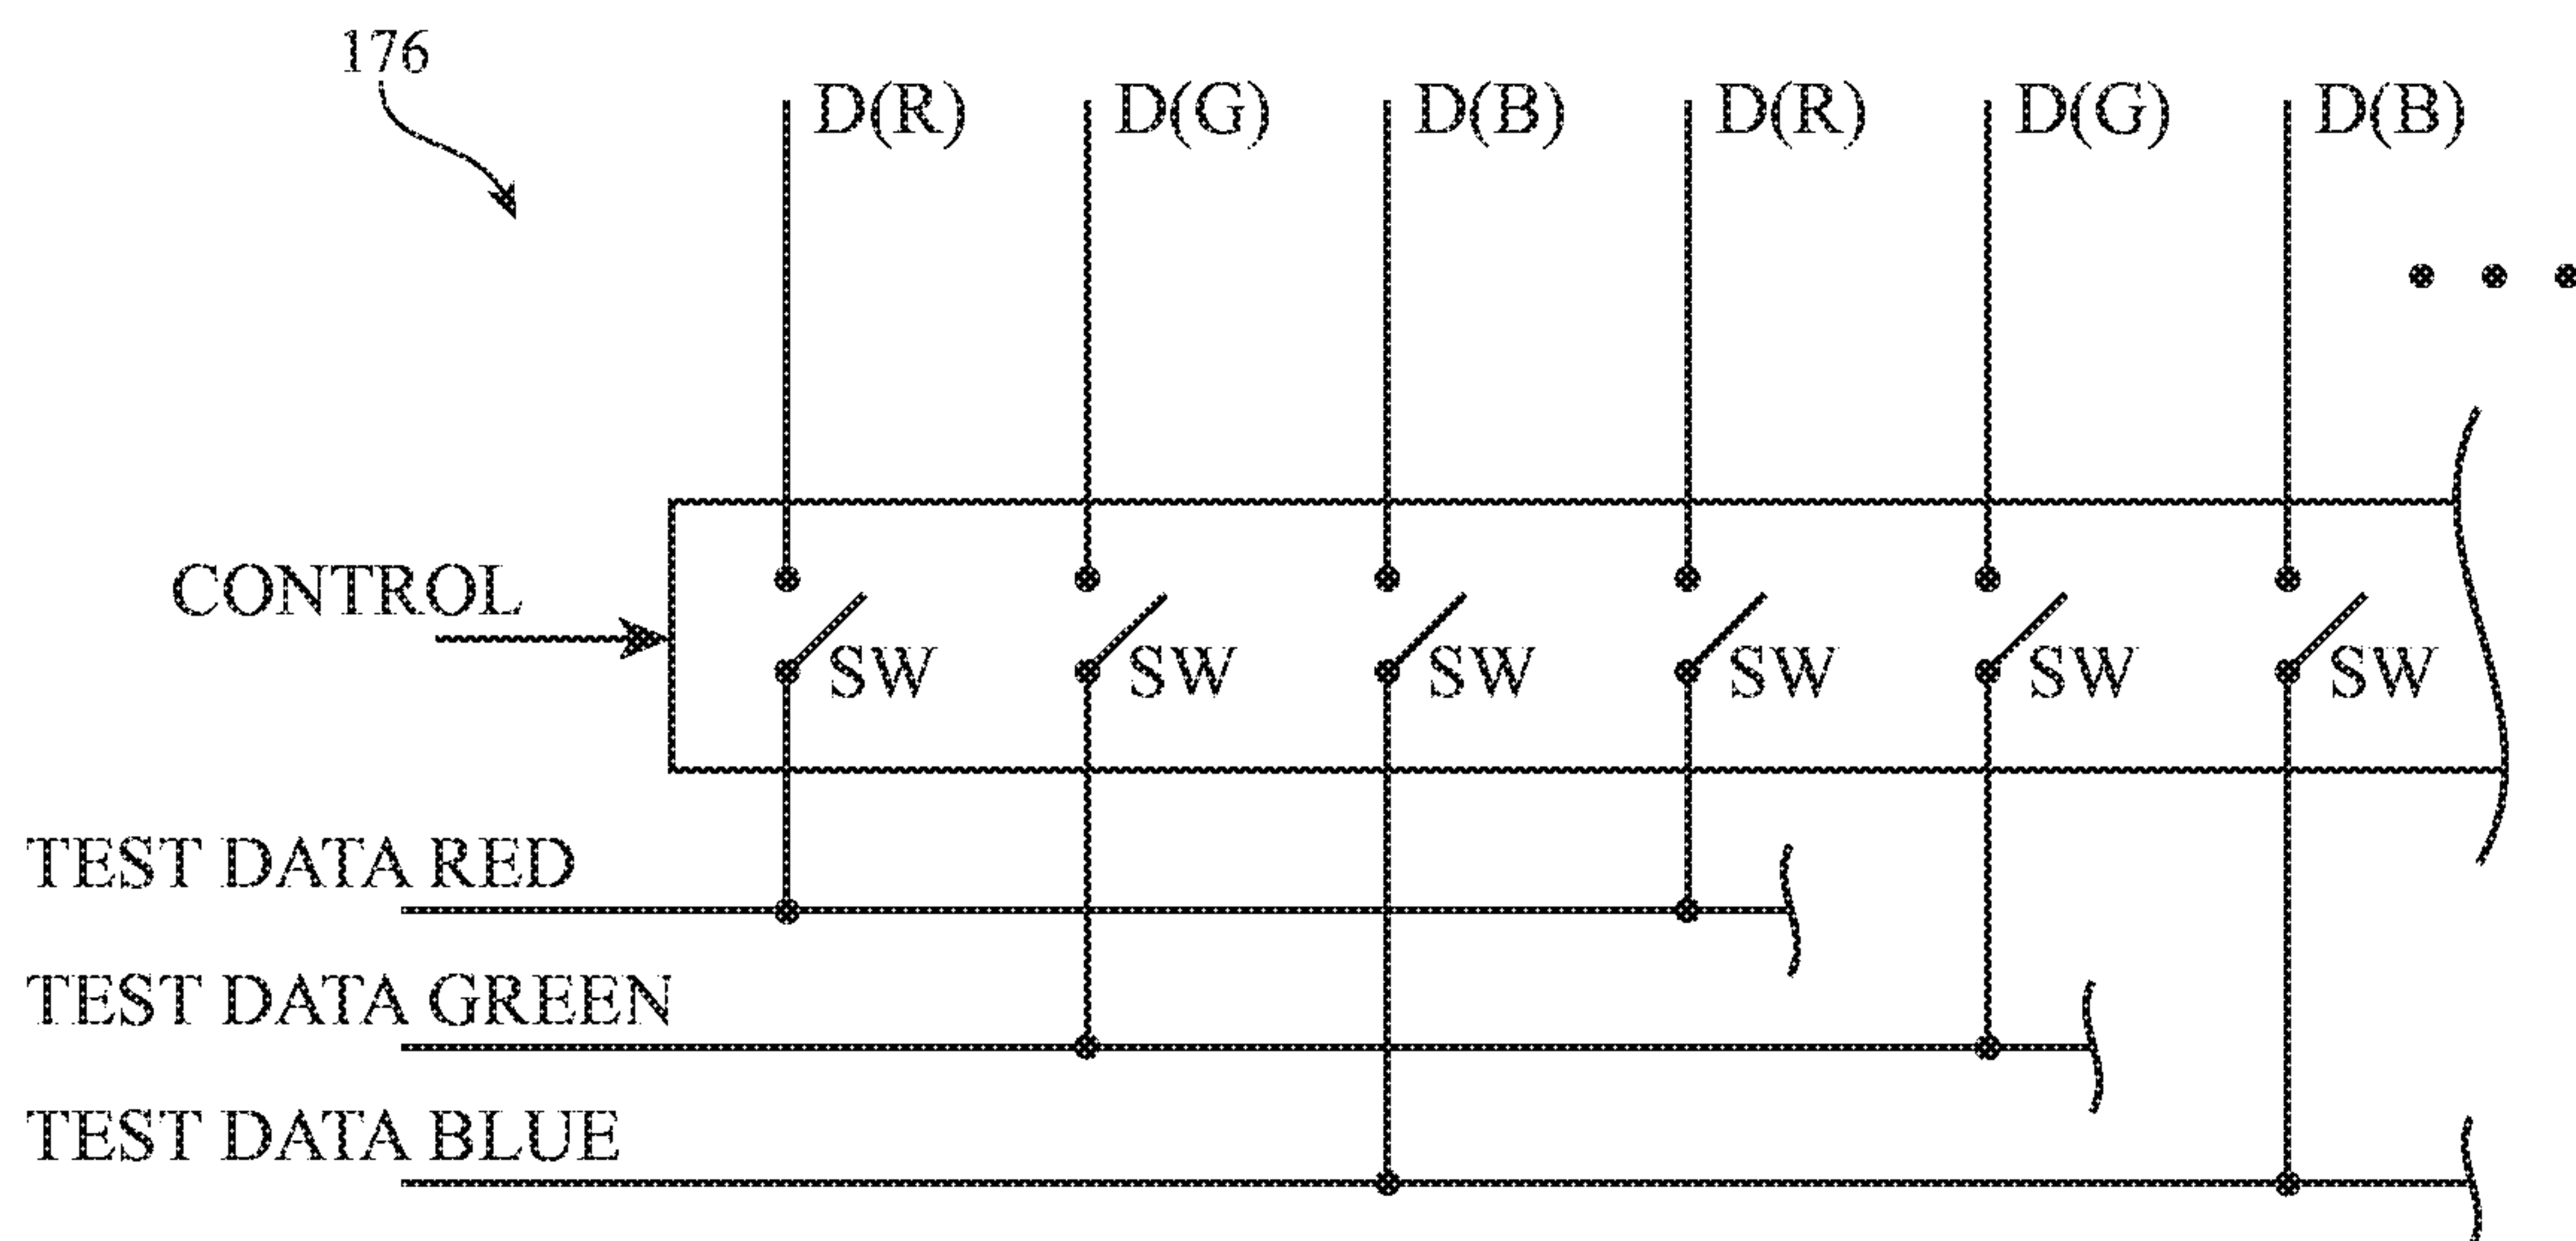 176
D(R) D(G) D(B) D(R) D(G) D(B)
CONTROL
SW SW SW SW SW SW
TEST DATA RED
TEST DATA GREEN
TEST DATA BLUE